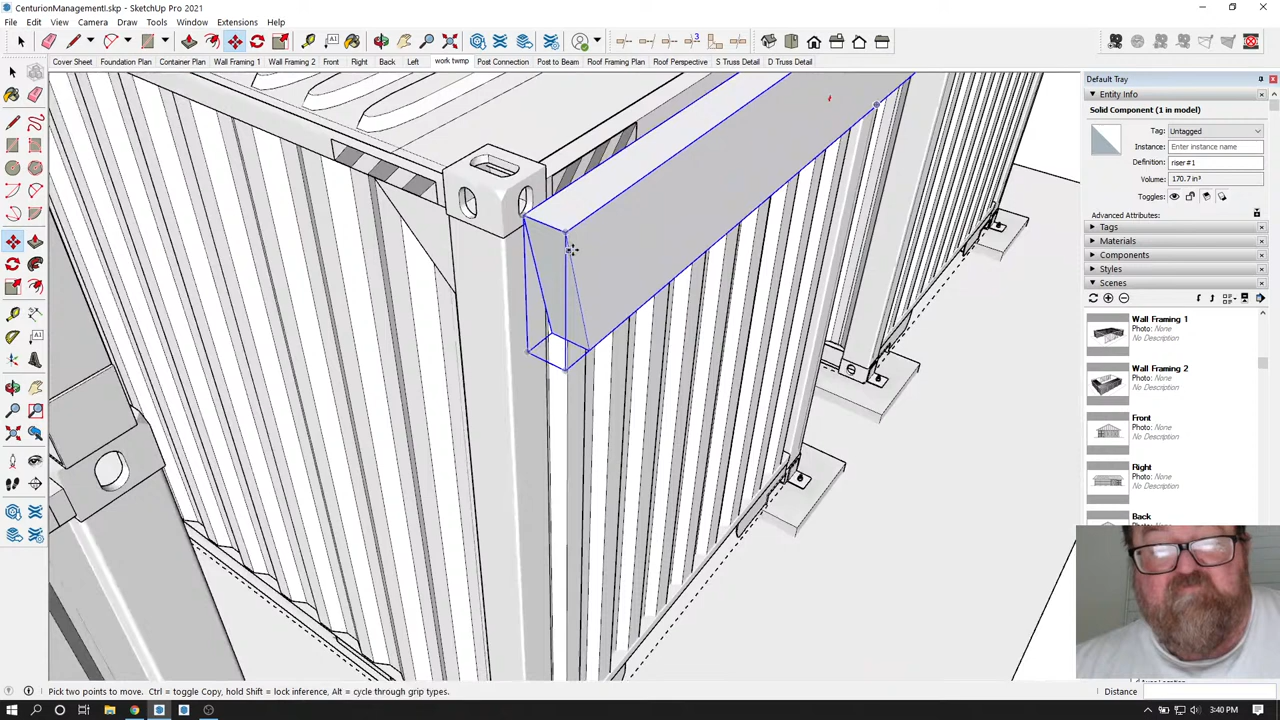 CenturionManagementI.skp - SketchUp Pro 2021
File Edit View Camera Draw Tools Window Extensions Help
3
Cover Sheet Foundation Plan Container Plan Wall Framing 1 Wall Framing 2 Front Right Back Left work twmp Post Connection Post to Beam Roof Framing Plan Roof Perspective S Truss Detail D Truss Detail
Default Tray
Entity Info
Solid Component (1 in model)
Tag: Untagged
Instance: Enter instance name
Definition: riser#1
Volume: 170.7 in³
Toggles:
Advanced Attributes:
Tags
Materials
Components
Styles
Scenes
Wall Framing 1
Photo: None
No Description
Wall Framing 2
Photo: None
No Description
Front
Photo: None
No Description
Right
Photo: None
No Description
Back
Pick two points to move. Ctrl = toggle Copy, hold Shift = lock inference, Alt = cycle through grip types.
Distance
3:40 PM